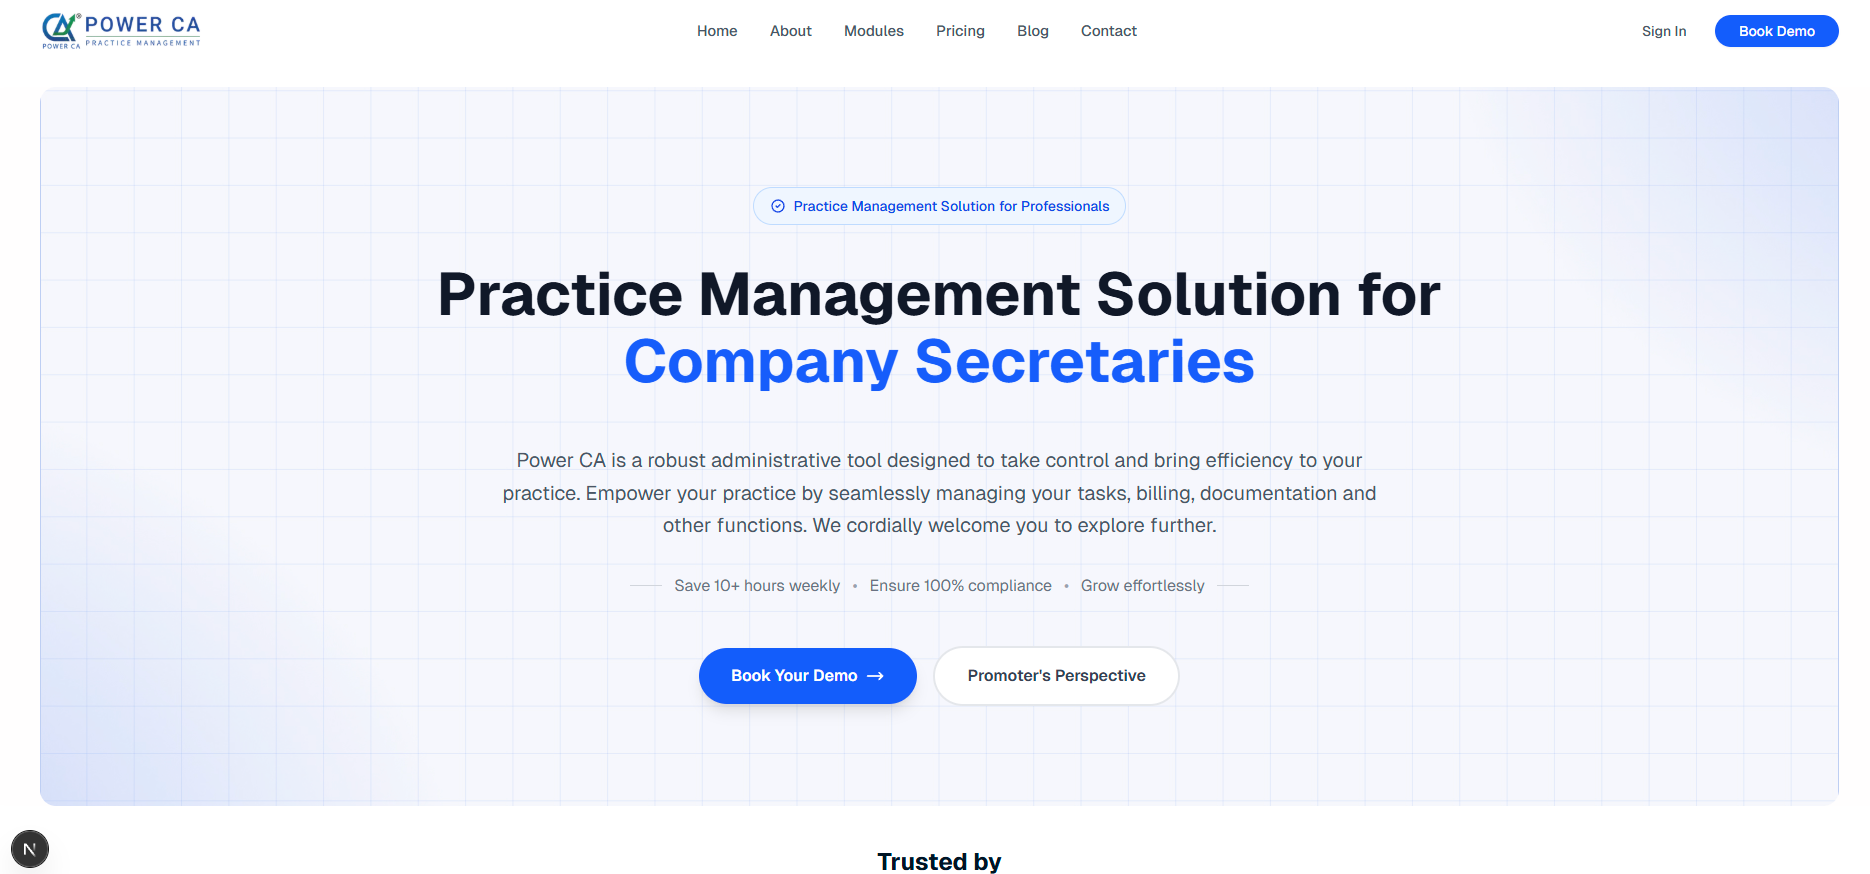 POWER CA
PRACTICE MANAGEMENT
POWER CA
Home
About
Modules
Pricing
Blog
Contact
Sign In
Book Demo
Practice Management Solution for Professionals
Practice Management Solution for
Company Secretaries
Power CA is a robust administrative tool designed to take control and bring efficiency to your
practice. Empower your practice by seamlessly managing your tasks, billing, documentation and
other functions. We cordially welcome you to explore further.
Save 10+ hours weekly • Ensure 100% compliance • Grow effortlessly
Book Your Demo →
Promoter's Perspective
N
Trusted by